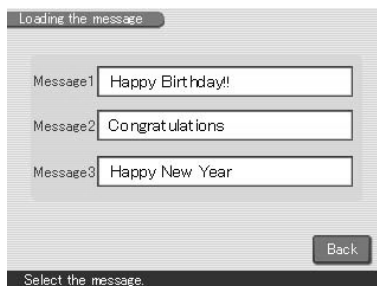 Loading the message
Message1 Happy Birthday!!
Message2 Congratulations
Message3 Happy New Year
Back
Select the message.